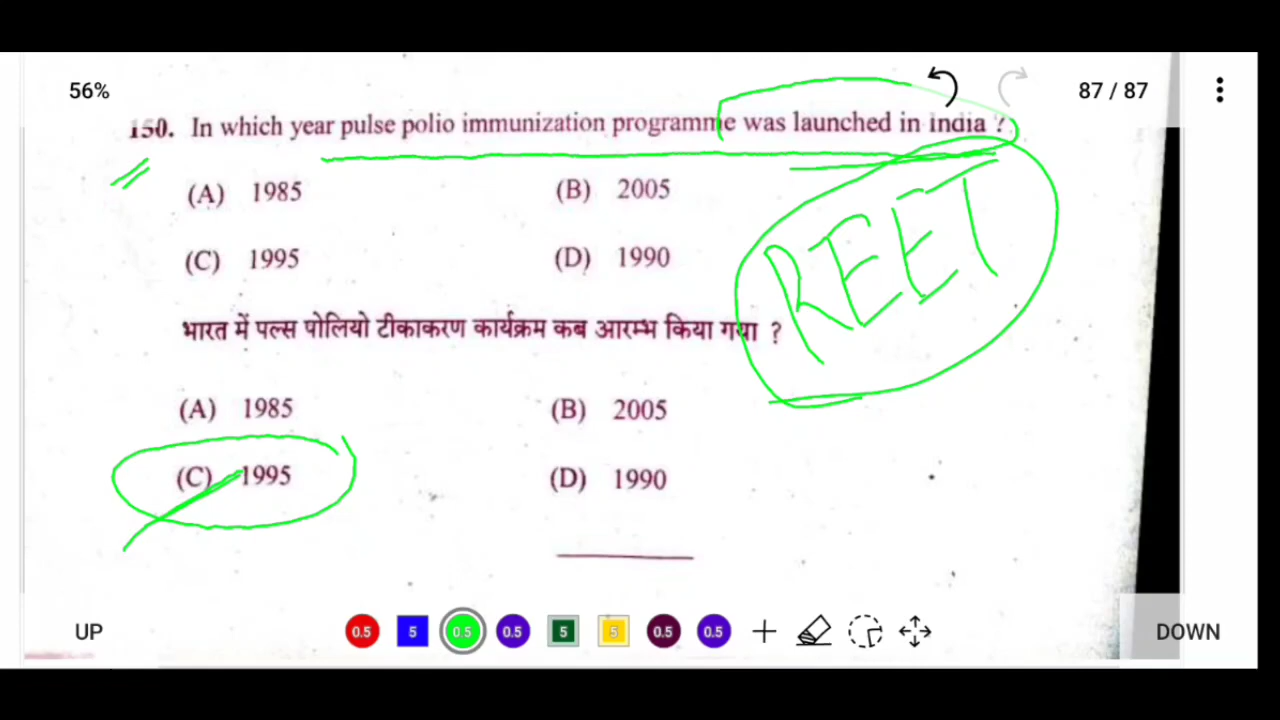 56%
87 / 87
150. In which year pulse polio immunization programme was launched in India ?
(A) 1985 (B) 2005
(C) 1995 (D) 1990
REET
भारत में पल्स पोलियो टीकाकरण कार्यक्रम कब आरम्भ किया गया ?
(A) 1985 (B) 2005
(C) 1995 (D) 1990
UP 0.5 5 0.5 0.5 5 5 0.5 0.5 DOWN